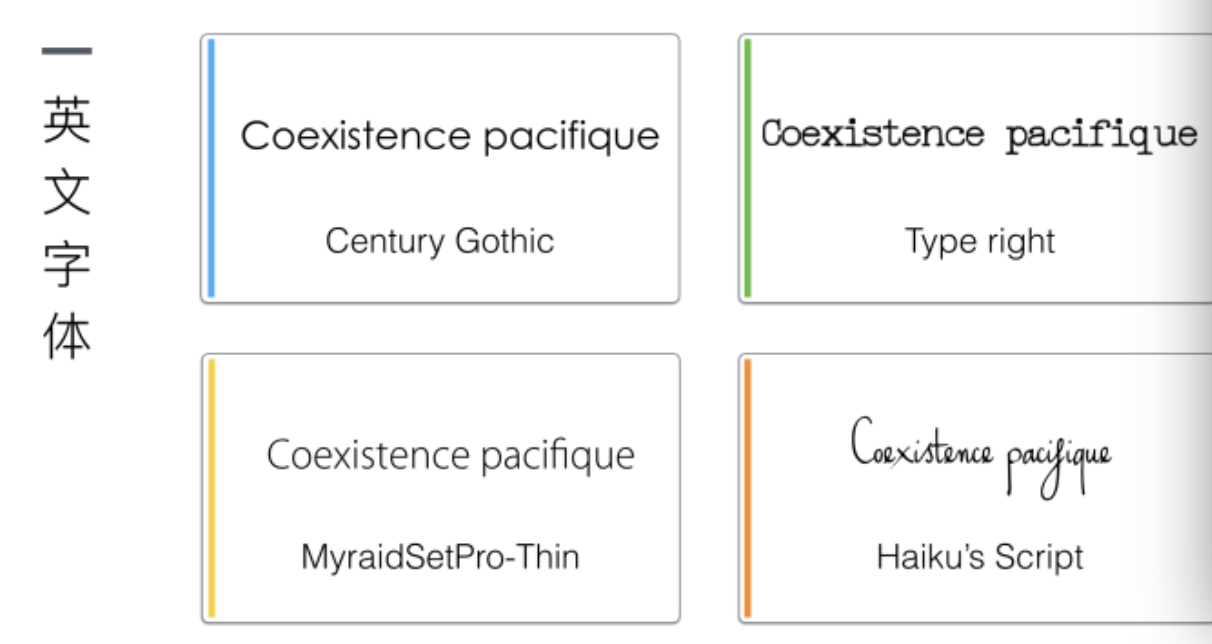 英文字体
Coexistence pacifique
Century Gothic
Coexistence pacifique
Type right
Coexistence pacifique
MyraidSetPro-Thin
Coexistence pacifique
Haiku's Script